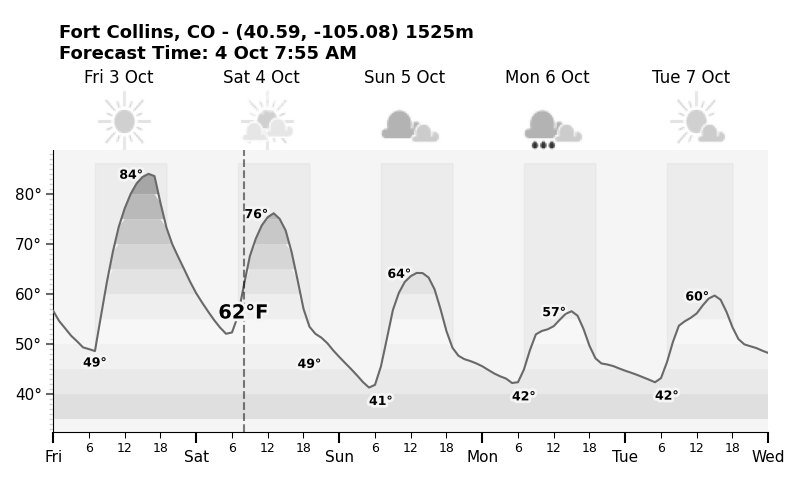 Fort Collins, CO - (40.59, -105.08) 1525m
Forecast Time: 4 Oct 7:55 AM
Fri 3 Oct Sat 4 Oct Sun 5 Oct Mon 6 Oct Tue 7 Oct
84°
80°
76°
70°
64°
60° 60°
62°F 57°
50°
49° 49°
41° 42° 42°
40°
6 12 18 6 12 18 6 12 18 6 12 18 6 12 18
Fri Sat Sun Mon Tue Wed